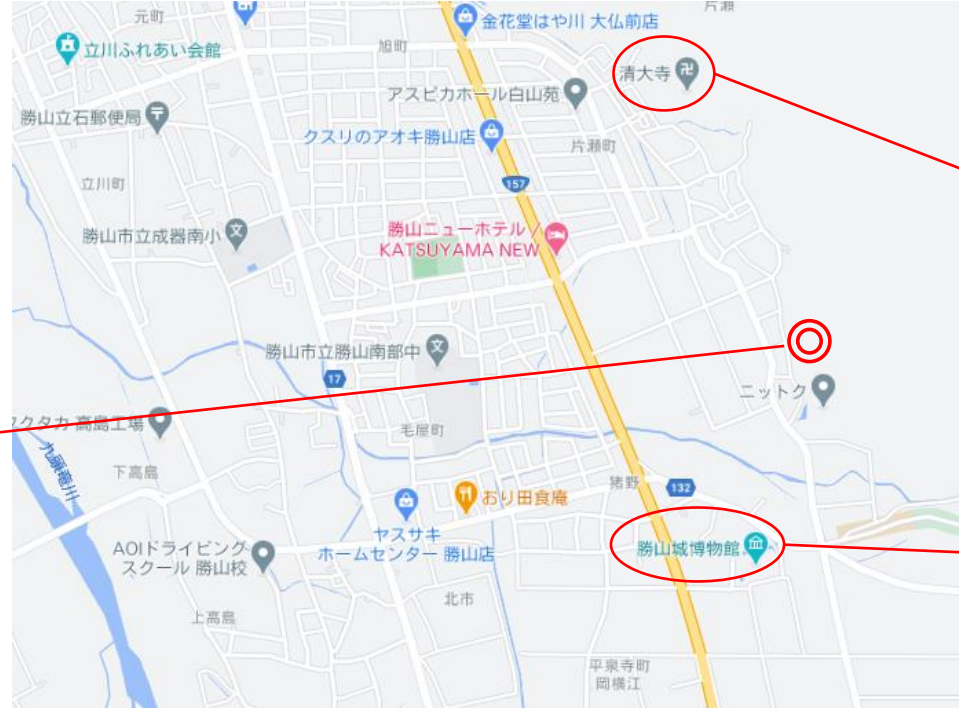 元町
金花堂はや川 大仏前店
片瀬
立川ふれあい会館
旭町
清大寺
アスピカホール白山苑
勝山立石郵便局
クスリのアオキ勝山店
片瀬町
立川町
157
勝山市立成器南小
文
勝山ニューホテル /
KATSUYAMA NEW
勝山市立勝山南部中
文
17
ニットク
クタカ 高島工場
毛屋町
九頭竜川
下高島
猪野
132
おり田食庵
ヤスサキ
ホームセンター 勝山店
勝山城博物館
AOIドライビング
スクール 勝山校
北市
上高島
平泉寺町
岡横江